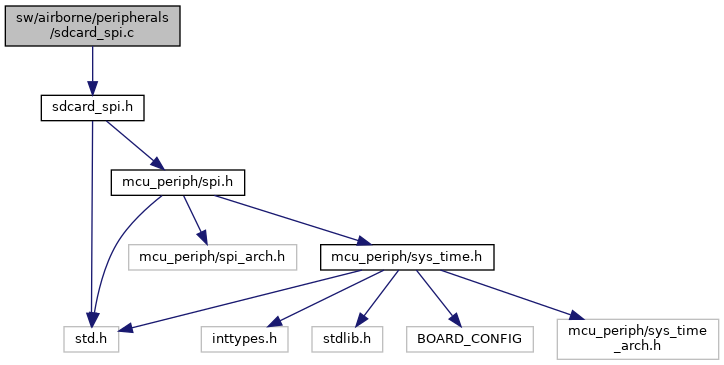 sw/airborne/peripherals
/sdcard_spi.c
sdcard_spi.h
mcu_periph/spi.h
mcu_periph/spi_arch.h
mcu_periph/sys_time.h
std.h
inttypes.h
stdlib.h
BOARD_CONFIG
mcu_periph/sys_time
_arch.h